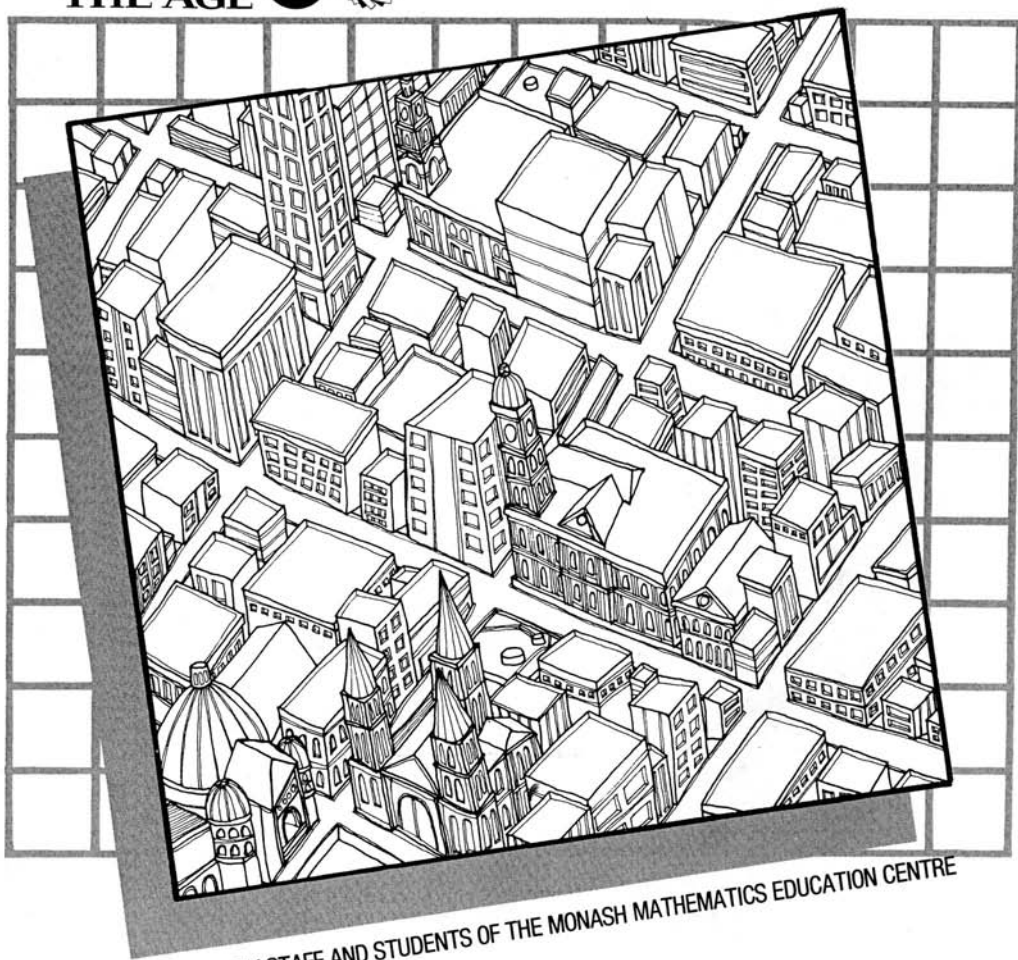 THE AGE
STAFF AND STUDENTS OF THE MONASH MATHEMATICS EDUCATION CENTRE